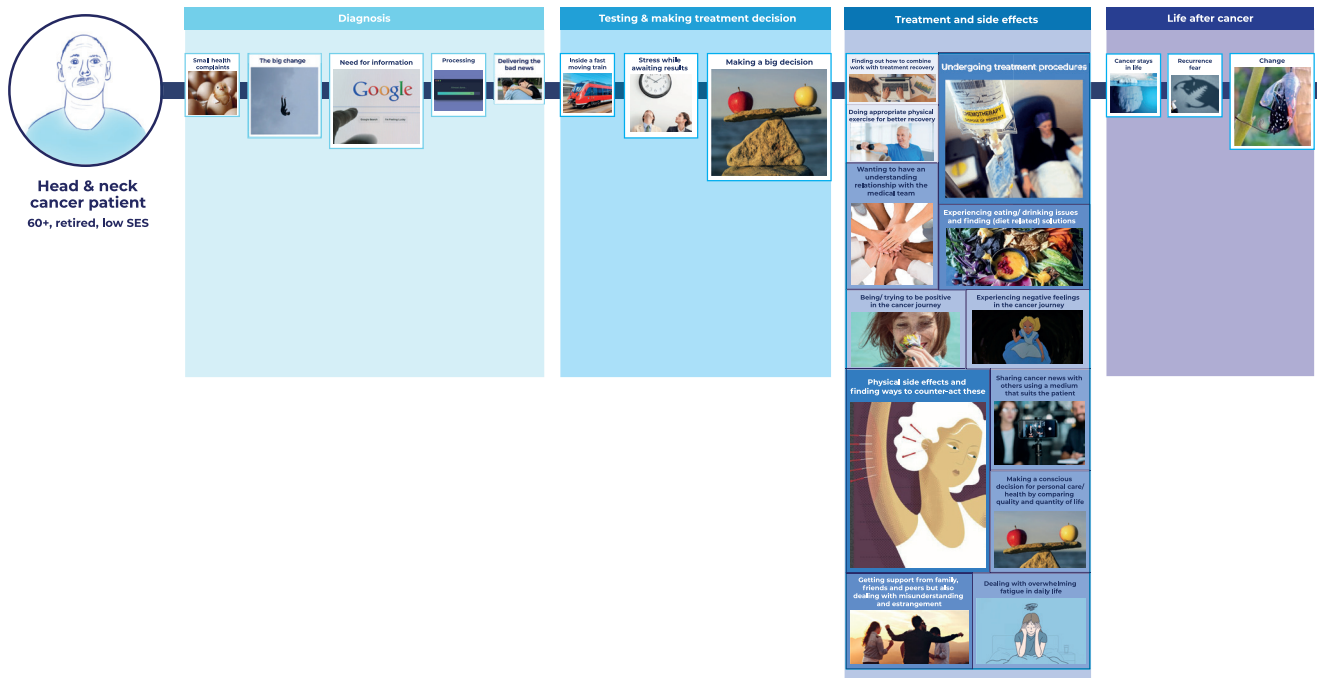 Head & neck
cancer patient
60+, retired, low SES
Diagnosis
Small health
complaints
The big change
Need for information
Google
Processing
Delivering the
bad news
Testing & making treatment decision
Inside a fast
moving train
Stress while
awaiting results
Making a big decision
Treatment and side effects
Finding out how to combine
work with treatment recovery
Undergoing treatment procedures
CHEMOTHERAPY
Doing appropriate physical
exercise for better recovery
Wanting to have an
understanding
relationship with the
medical team
Experiencing eating/ drinking issues
and finding (diet related) solutions
Being/ trying to be positive
in the cancer journey
Experiencing negative feelings
in the cancer journey
Physical side effects and
finding ways to counter-act these
Sharing cancer news with
others using a medium
that suits the patient
Making a conscious
decision for personal care/
health by comparing
quality and quantity of life
Getting support from family,
friends and peers but also
dealing with misunderstanding
and estrangement
Dealing with overwhelming
fatigue in daily life
Life after cancer
Cancer stays
in life
Recurrence
fear
Change